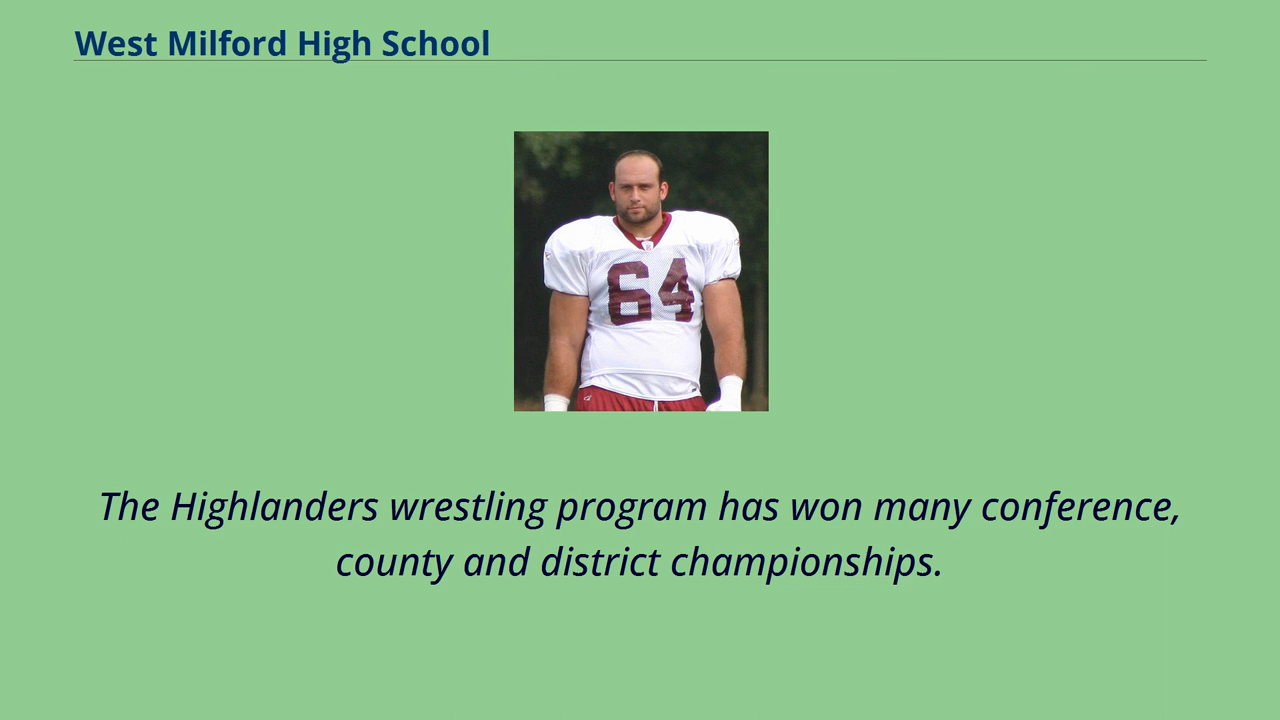 West Milford High School
64
The Highlanders wrestling program has won many conference,
county and district championships.